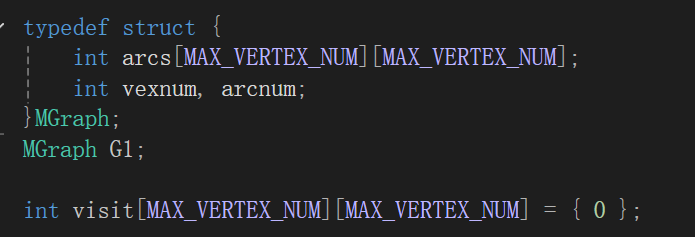 typedef struct {
    int arcs[MAX_VERTEX_NUM][MAX_VERTEX_NUM];
    int vexnum, arcnum;
}MGraph;
MGraph G1;
int visit[MAX_VERTEX_NUM][MAX_VERTEX_NUM] = { 0 };